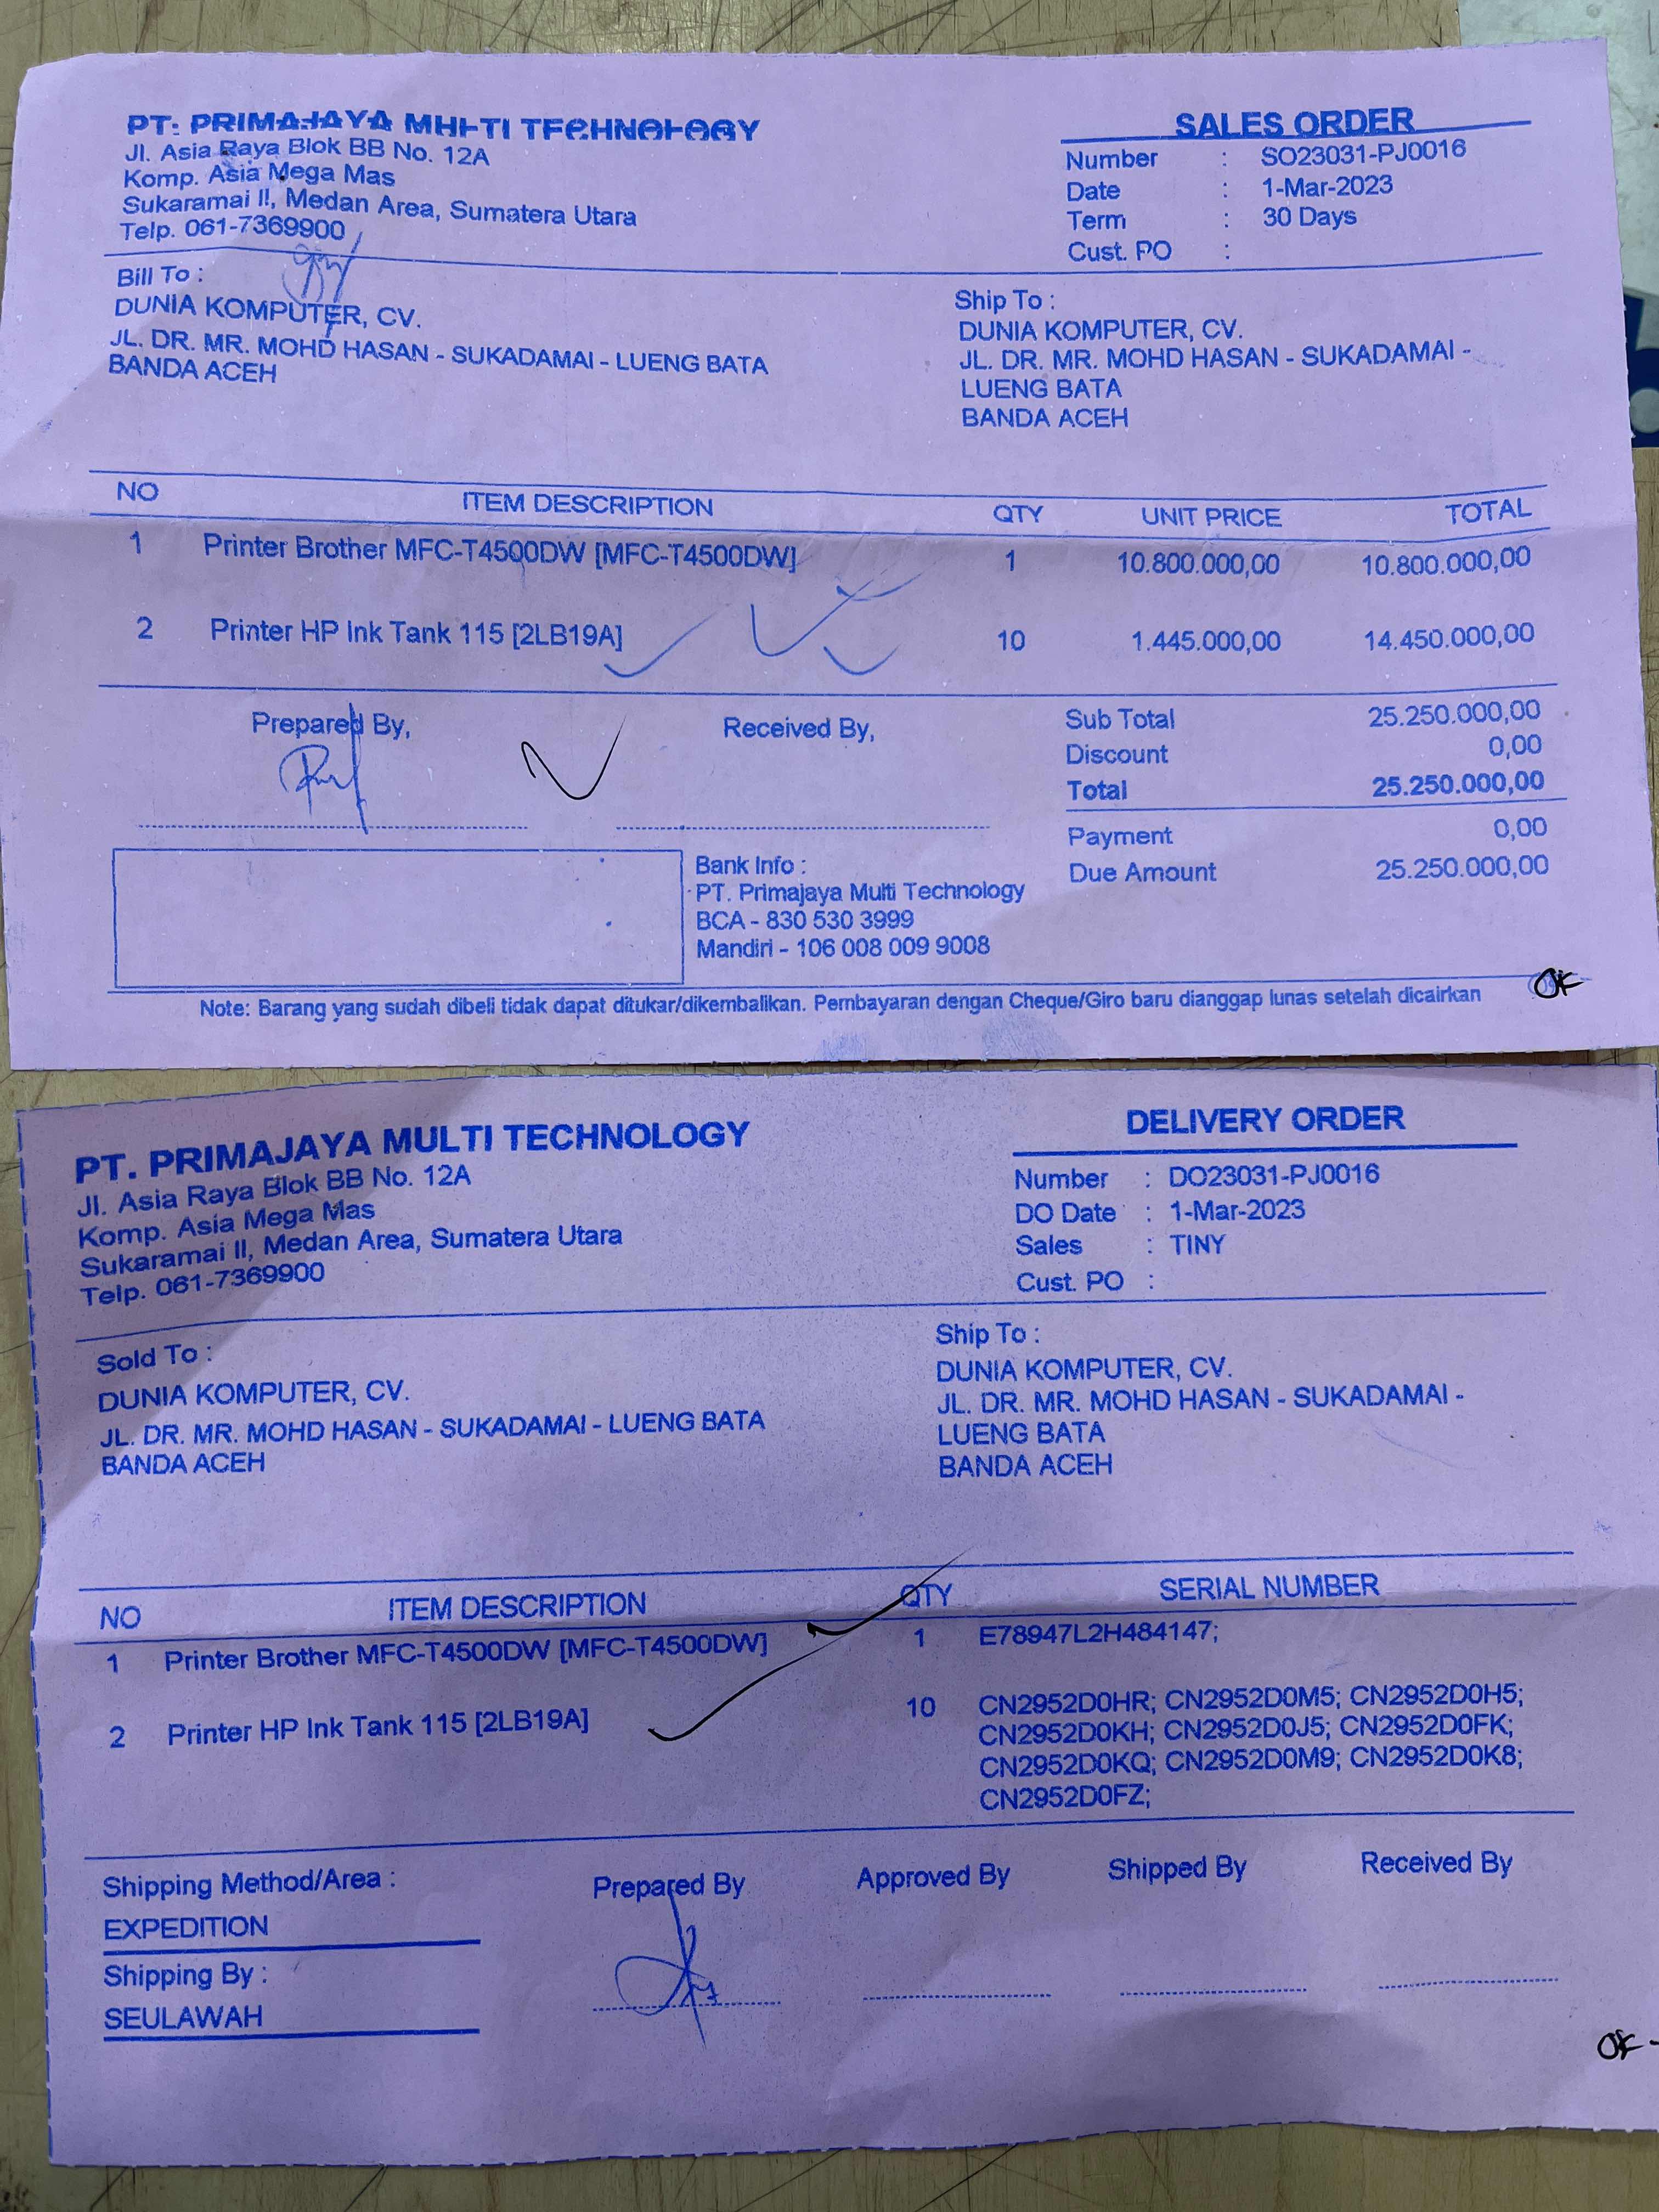 PT. PRIMAJAYA MULTI TECHNOLOGY
Jl. Asia Raya Blok BB No. 12A
Komp. Asia Mega Mas
Sukaramai II, Medan Area, Sumatera Utara
Telp. 061-7369900
SALES ORDER
Number : SO23031-PJ0016
Date : 1-Mar-2023
Term : 30 Days
Cust. PO :
Bill To :
DUNIA KOMPUTER, CV.
JL. DR. MR. MOHD HASAN - SUKADAMAI - LUENG BATA
BANDA ACEH
Ship To :
DUNIA KOMPUTER, CV.
JL. DR. MR. MOHD HASAN - SUKADAMAI -
LUENG BATA
BANDA ACEH
NO ITEM DESCRIPTION QTY UNIT PRICE TOTAL
1 Printer Brother MFC-T4500DW [MFC-T4500DW] 1 10.800.000,00 10.800.000,00
2 Printer HP Ink Tank 115 [2LB19A] 10 1.445.000,00 14.450.000,00
Prepared By, Received By,
Sub Total 25.250.000,00
Discount 0,00
Total 25.250.000,00
Payment 0,00
Due Amount 25.250.000,00
Bank Info :
PT. Primajaya Multi Technology
BCA - 830 530 3999
Mandiri - 106 008 009 9008
Note: Barang yang sudah dibeli tidak dapat ditukar/dikembalikan. Pembayaran dengan Cheque/Giro baru dianggap lunas setelah dicairkan
OK
PT. PRIMAJAYA MULTI TECHNOLOGY
Jl. Asia Raya Blok BB No. 12A
Komp. Asia Mega Mas
Sukaramai II, Medan Area, Sumatera Utara
Telp. 061-7369900
DELIVERY ORDER
Number : DO23031-PJ0016
DO Date : 1-Mar-2023
Sales : TINY
Cust. PO :
Sold To :
DUNIA KOMPUTER, CV.
JL. DR. MR. MOHD HASAN - SUKADAMAI - LUENG BATA
BANDA ACEH
Ship To :
DUNIA KOMPUTER, CV.
JL. DR. MR. MOHD HASAN - SUKADAMAI -
LUENG BATA
BANDA ACEH
NO ITEM DESCRIPTION QTY SERIAL NUMBER
1 Printer Brother MFC-T4500DW [MFC-T4500DW] 1 E78947L2H484147;
2 Printer HP Ink Tank 115 [2LB19A] 10 CN2952D0HR; CN2952D0M5; CN2952D0H5;
CN2952D0KH; CN2952D0J5; CN2952D0FK;
CN2952D0KQ; CN2952D0M9; CN2952D0K8;
CN2952D0FZ;
Shipping Method/Area :
EXPEDITION
Shipping By :
SEULAWAH
Prepared By Approved By Shipped By Received By
OK -